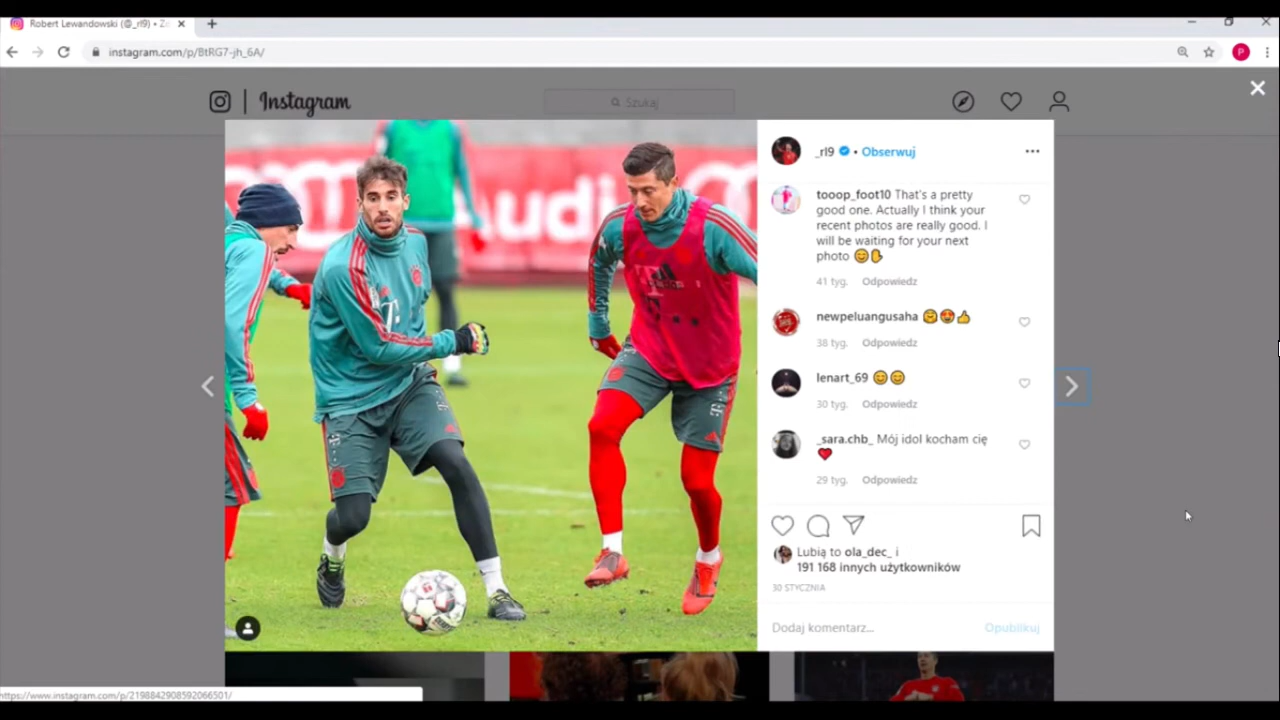 Robert Lewandowski (@_rl9) •
instagram.com/p/BtRG7-jh_6A/
P
Instagram
Szukaj
Audi
_rl9 • Obserwuj
tooop_foot10 That's a pretty
good one. Actually I think your
recent photos are really good. I
will be waiting for your next
photo 😊✋
41 tyg. Odpowiedz
newpeluangusaha 🤗😍👍
38 tyg. Odpowiedz
lenart_69 😊😊
30 tyg. Odpowiedz
_sara.chb_ Mój idol kocham cię
❤️
29 tyg. Odpowiedz
Lubią to ola_dec_ i
191 168 innych użytkowników
30 STYCZNIA
Dodaj komentarz... Opublikuj
https://www.instagram.com/p/2198842908592066501/